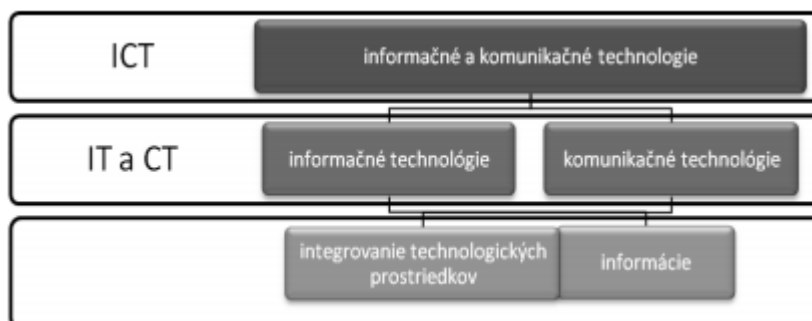 ICT
informačné a komunikačné technologie
IT a CT
informačné technológie
komunikačné technológie
integrovanie technologických
prostriedkov
informácie